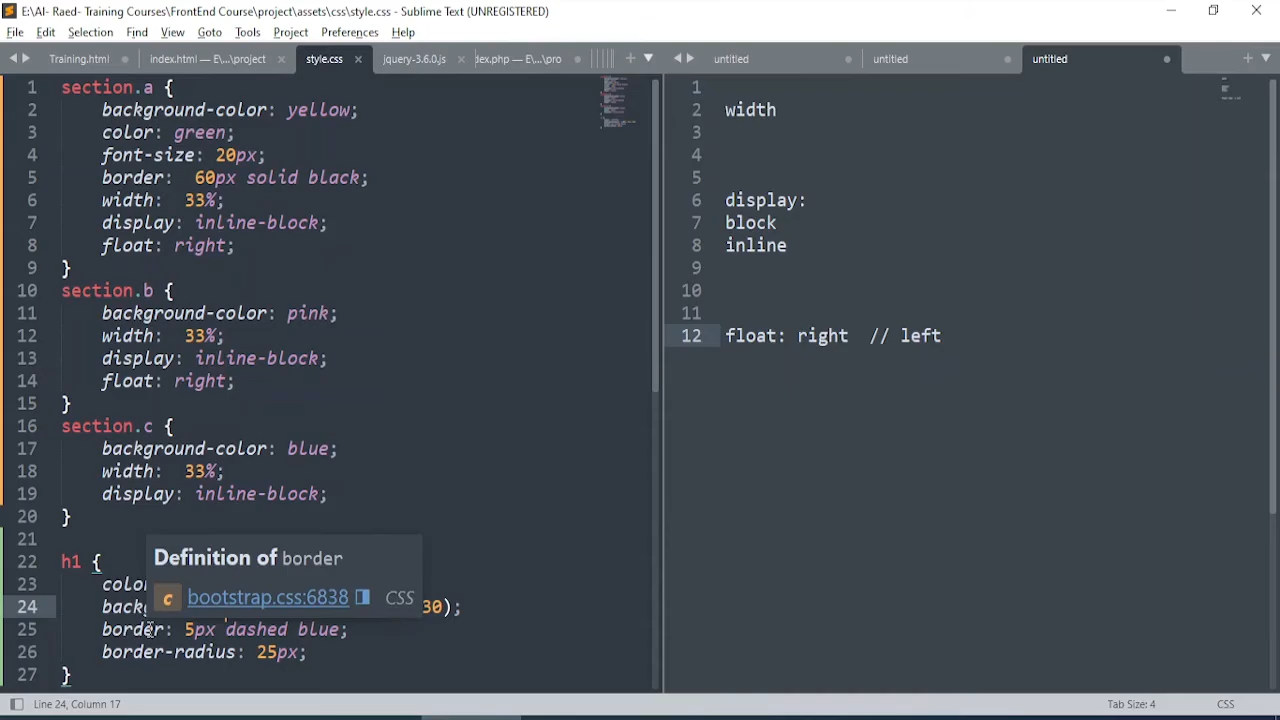 E:\Al- Raed- Training Courses\FrontEnd Course\project\assets\css\style.css - Sublime Text (UNREGISTERED)
File Edit Selection Find View Goto Tools Project Preferences Help
Training.html index.html — E:\...\project style.css jquery-3.6.0.js dex.php — E:\...\pro untitled untitled untitled
1 section.a {
2 background-color: yellow;
3 color: green;
4 font-size: 20px;
5 border: 60px solid black;
6 width: 33%;
7 display: inline-block;
8 float: right;
9 }
10 section.b {
11 background-color: pink;
12 width: 33%;
13 display: inline-block;
14 float: right;
15 }
16 section.c {
17 background-color: blue;
18 width: 33%;
19 display: inline-block;
20 }
21
22 h1 {
Definition of border
23 colo
c bootstrap.css:6838 CSS
24 backg 30);
25 border: 5px dashed blue;
26 border-radius: 25px;
27 }
1
2 width
3
4
5
6 display:
7 block
8 inline
9
10
11
12 float: right // left
Line 24, Column 17 Tab Size: 4 CSS